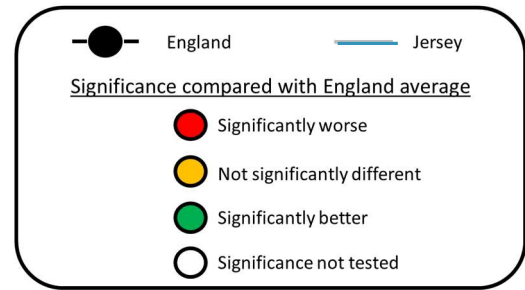 England Jersey
Significance compared with England average
Significantly worse
Not significantly different
Significantly better
Significance not tested